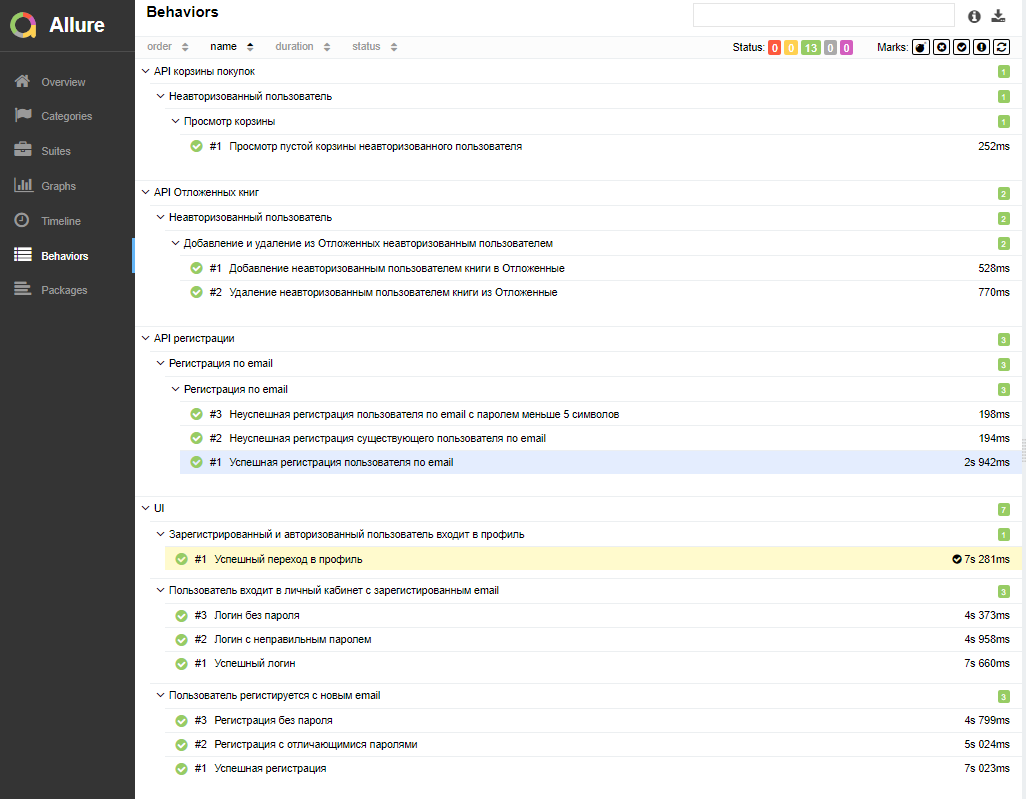 Allure
Overview
Categories
Suites
Graphs
Timeline
Behaviors
Packages
Behaviors
order name duration status Status: 0 0 13 0 0 Marks:
API корзины покупок 1
Неавторизованный пользователь 1
Просмотр корзины 1
#1 Просмотр пустой корзины неавторизованного пользователя 252ms
API Отложенных книг 2
Неавторизованный пользователь 2
Добавление и удаление из Отложенных неавторизованным пользователем 2
#1 Добавление неавторизованным пользователем книги в Отложенные 528ms
#2 Удаление неавторизованным пользователем книги из Отложенные 770ms
API регистрации 3
Регистрация по email 3
Регистрация по email 3
#3 Неуспешная регистрация пользователя по email с паролем меньше 5 символов 198ms
#2 Неуспешная регистрация существующего пользователя по email 194ms
#1 Успешная регистрация пользователя по email 2s 942ms
UI 7
Зарегистрированный и авторизованный пользователь входит в профиль 1
#1 Успешный переход в профиль 7s 281ms
Пользователь входит в личный кабинет с зарегистированным email 3
#3 Логин без пароля 4s 373ms
#2 Логин с неправильным паролем 4s 958ms
#1 Успешный логин 7s 660ms
Пользователь регистируется с новым email 3
#3 Регистрация без пароля 4s 799ms
#2 Регистрация с отличающимися паролями 5s 024ms
#1 Успешная регистрация 7s 023ms